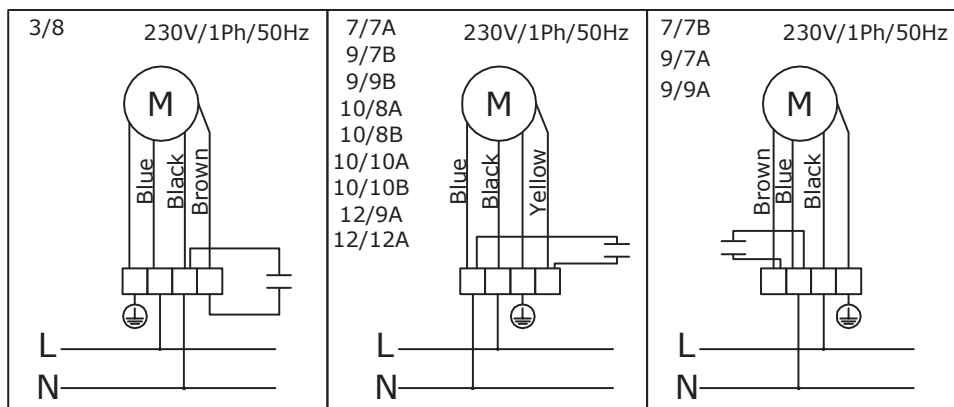 3/8
230V/1Ph/50Hz
M
Blue
Black
Brown
7/7A
230V/1Ph/50Hz
9/7B
9/9B
10/8A
10/8B
10/10A
10/10B
12/9A
12/12A
M
Blue
Black
Yellow
7/7B
230V/1Ph/50Hz
9/7A
9/9A
M
Brown
Blue
Black
L
N
L
N
L
N